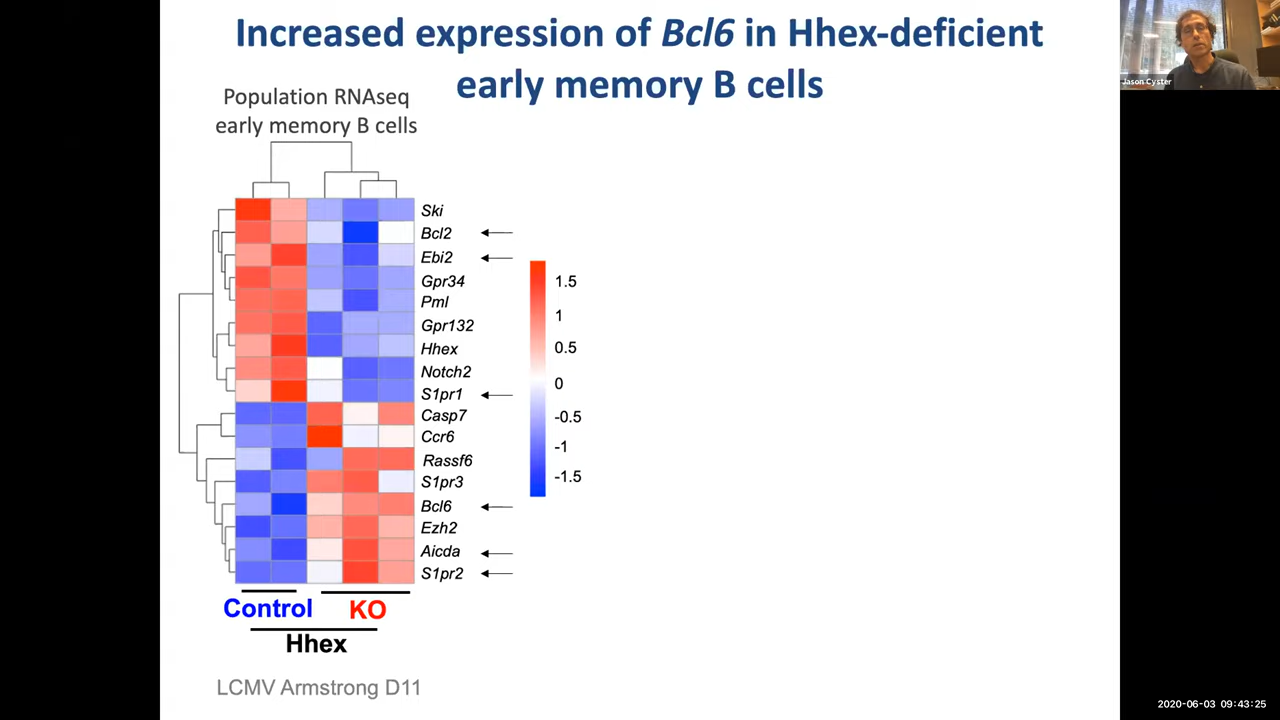 Increased expression of Bcl6 in Hhex-deficient
early memory B cells
Population RNAseq
early memory B cells
Ski
Bcl2
Ebi2
Gpr34
Pml
Gpr132
Hhex
Notch2
S1pr1
Casp7
Ccr6
Rassf6
S1pr3
Bcl6
Ezh2
Aicda
S1pr2
1.5
1
0.5
0
-0.5
-1
-1.5
Control KO
Hhex
LCMV Armstrong D11
Jason Cyster
2020-06-03 09:43:25